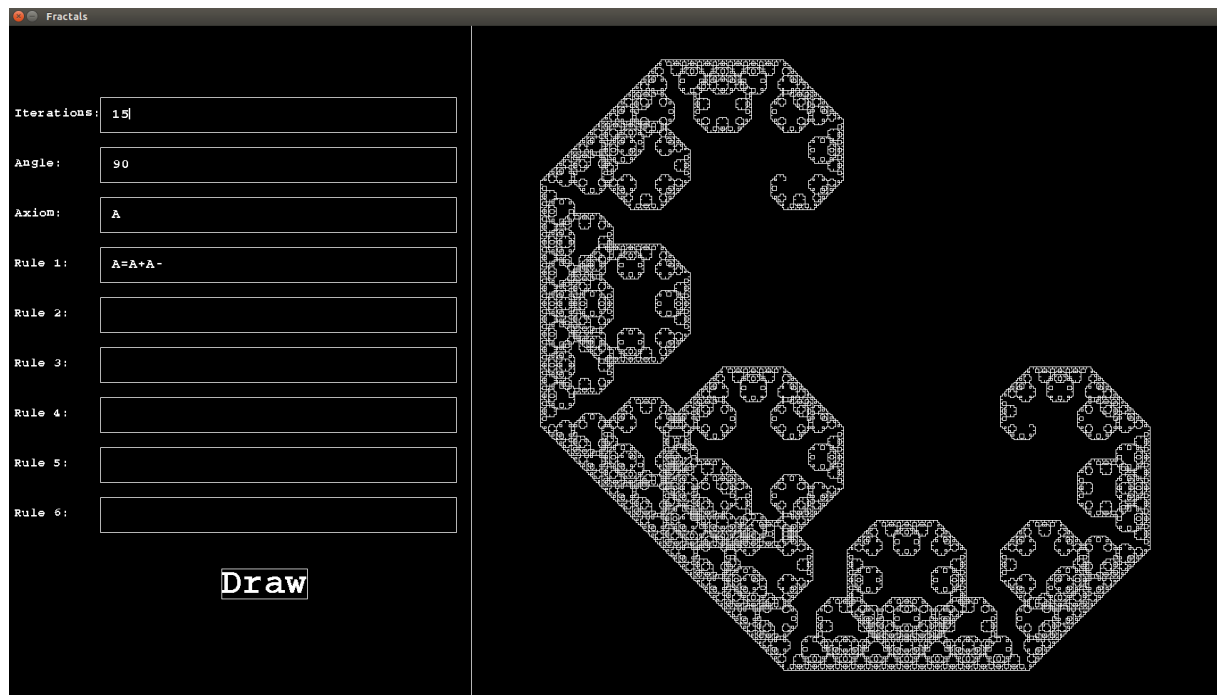 Fractals
Iterations: 15
Angle: 90
Axiom: A
Rule 1: A=A+A-
Rule 2:
Rule 3:
Rule 4:
Rule 5:
Rule 6:
Draw